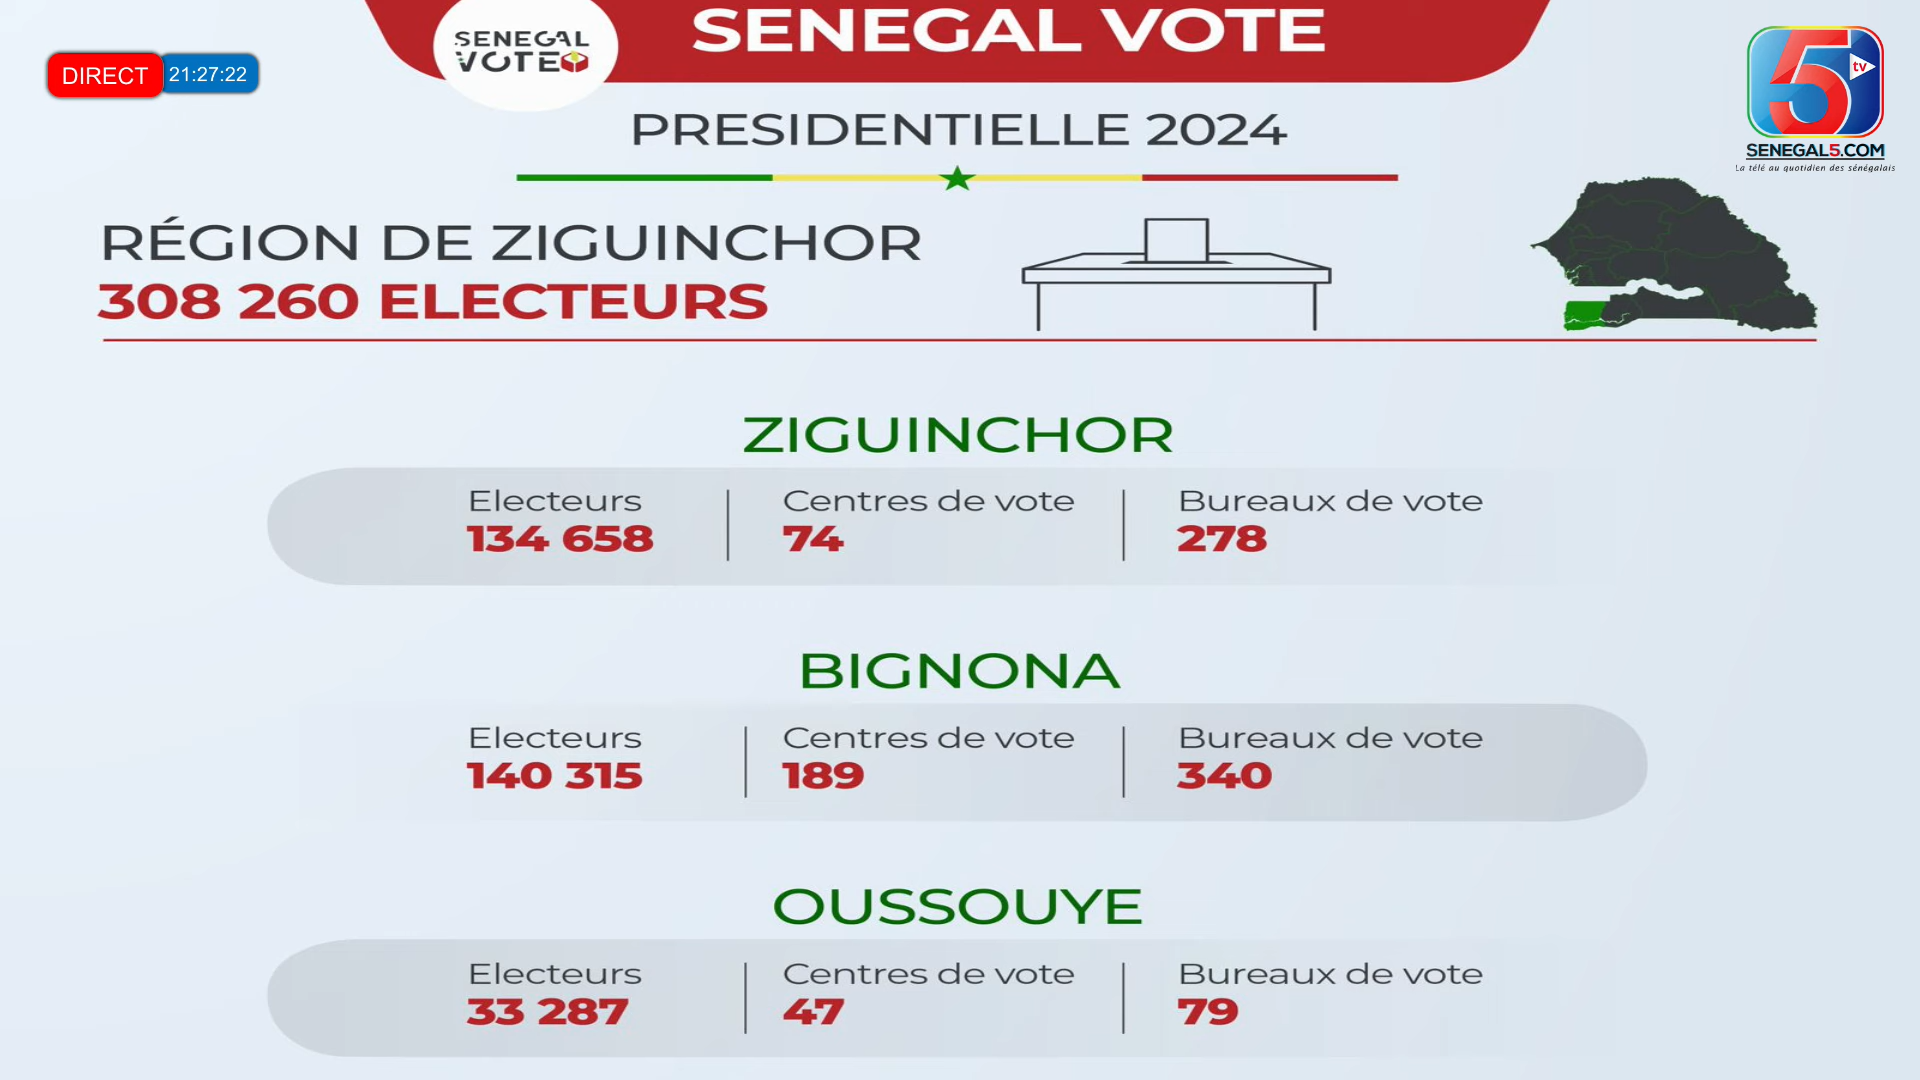 SENEGAL VOTE
SENEGAL
VOTE
DIRECT 21:27:22
5 tv
SENEGAL5.COM
La télé au quotidien des sénégalais
PRESIDENTIELLE 2024
RÉGION DE ZIGUINCHOR
308 260 ELECTEURS
ZIGUINCHOR
Electeurs Centres de vote Bureaux de vote
134 658 74 278
BIGNONA
Electeurs Centres de vote Bureaux de vote
140 315 189 340
OUSSOUYE
Electeurs Centres de vote Bureaux de vote
33 287 47 79